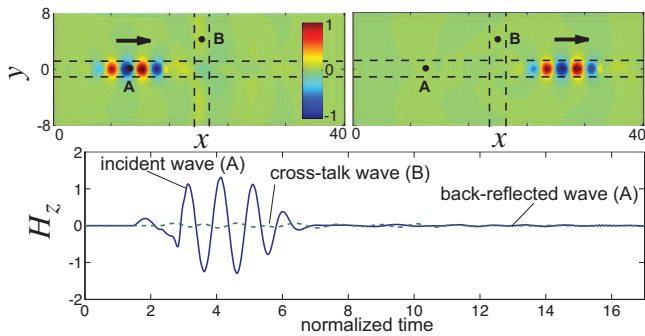 8
y
0
-8
0
x
40
A
B
1
0
-1
0
x
40
A
B
2
1
H_z
0
-1
-2
incident wave (A)
cross-talk wave (B)
back-reflected wave (A)
0 2 4 6 8 10 12 14 16
normalized time